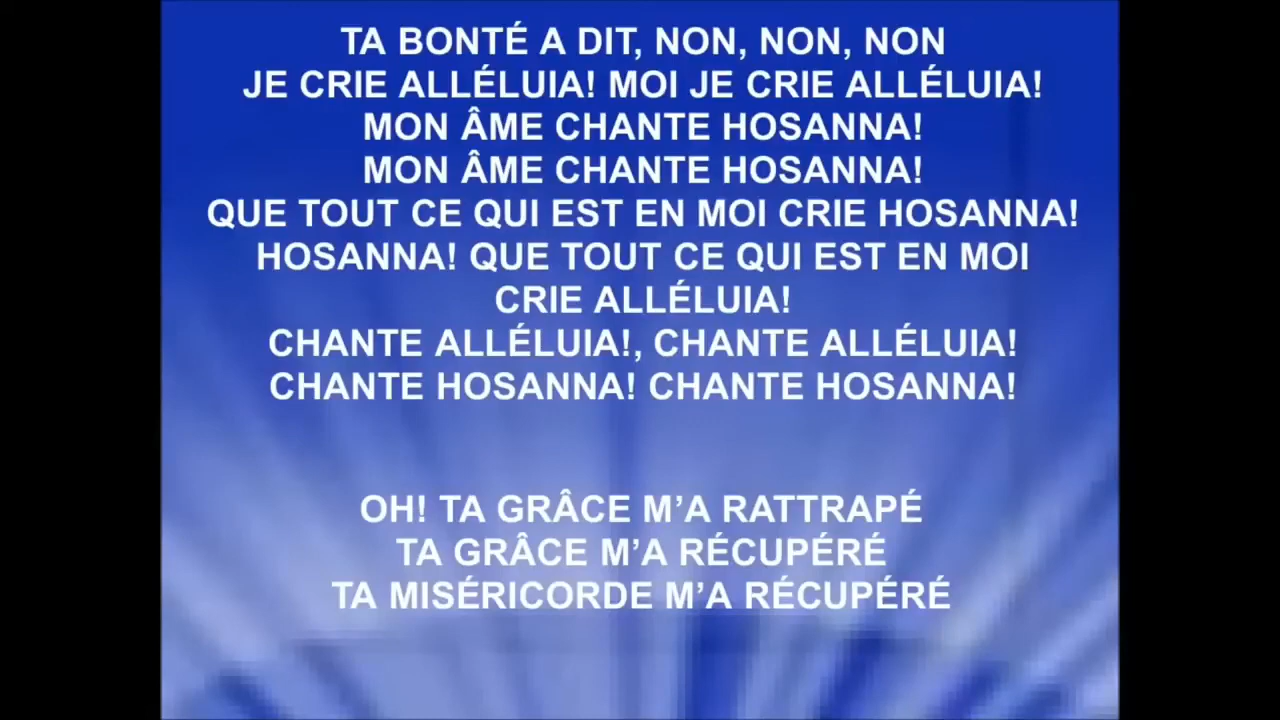 TA BONTÉ A DIT, NON, NON, NON
JE CRIE ALLÉLUIA! MOI JE CRIE ALLÉLUIA!
MON ÂME CHANTE HOSANNA!
MON ÂME CHANTE HOSANNA!
QUE TOUT CE QUI EST EN MOI CRIE HOSANNA!
HOSANNA! QUE TOUT CE QUI EST EN MOI
CRIE ALLÉLUIA!
CHANTE ALLÉLUIA!, CHANTE ALLÉLUIA!
CHANTE HOSANNA! CHANTE HOSANNA!
OH! TA GRÂCE M’A RATTRAPÉ
TA GRÂCE M’A RÉCUPÉRÉ
TA MISÉRICORDE M’A RÉCUPÉRÉ